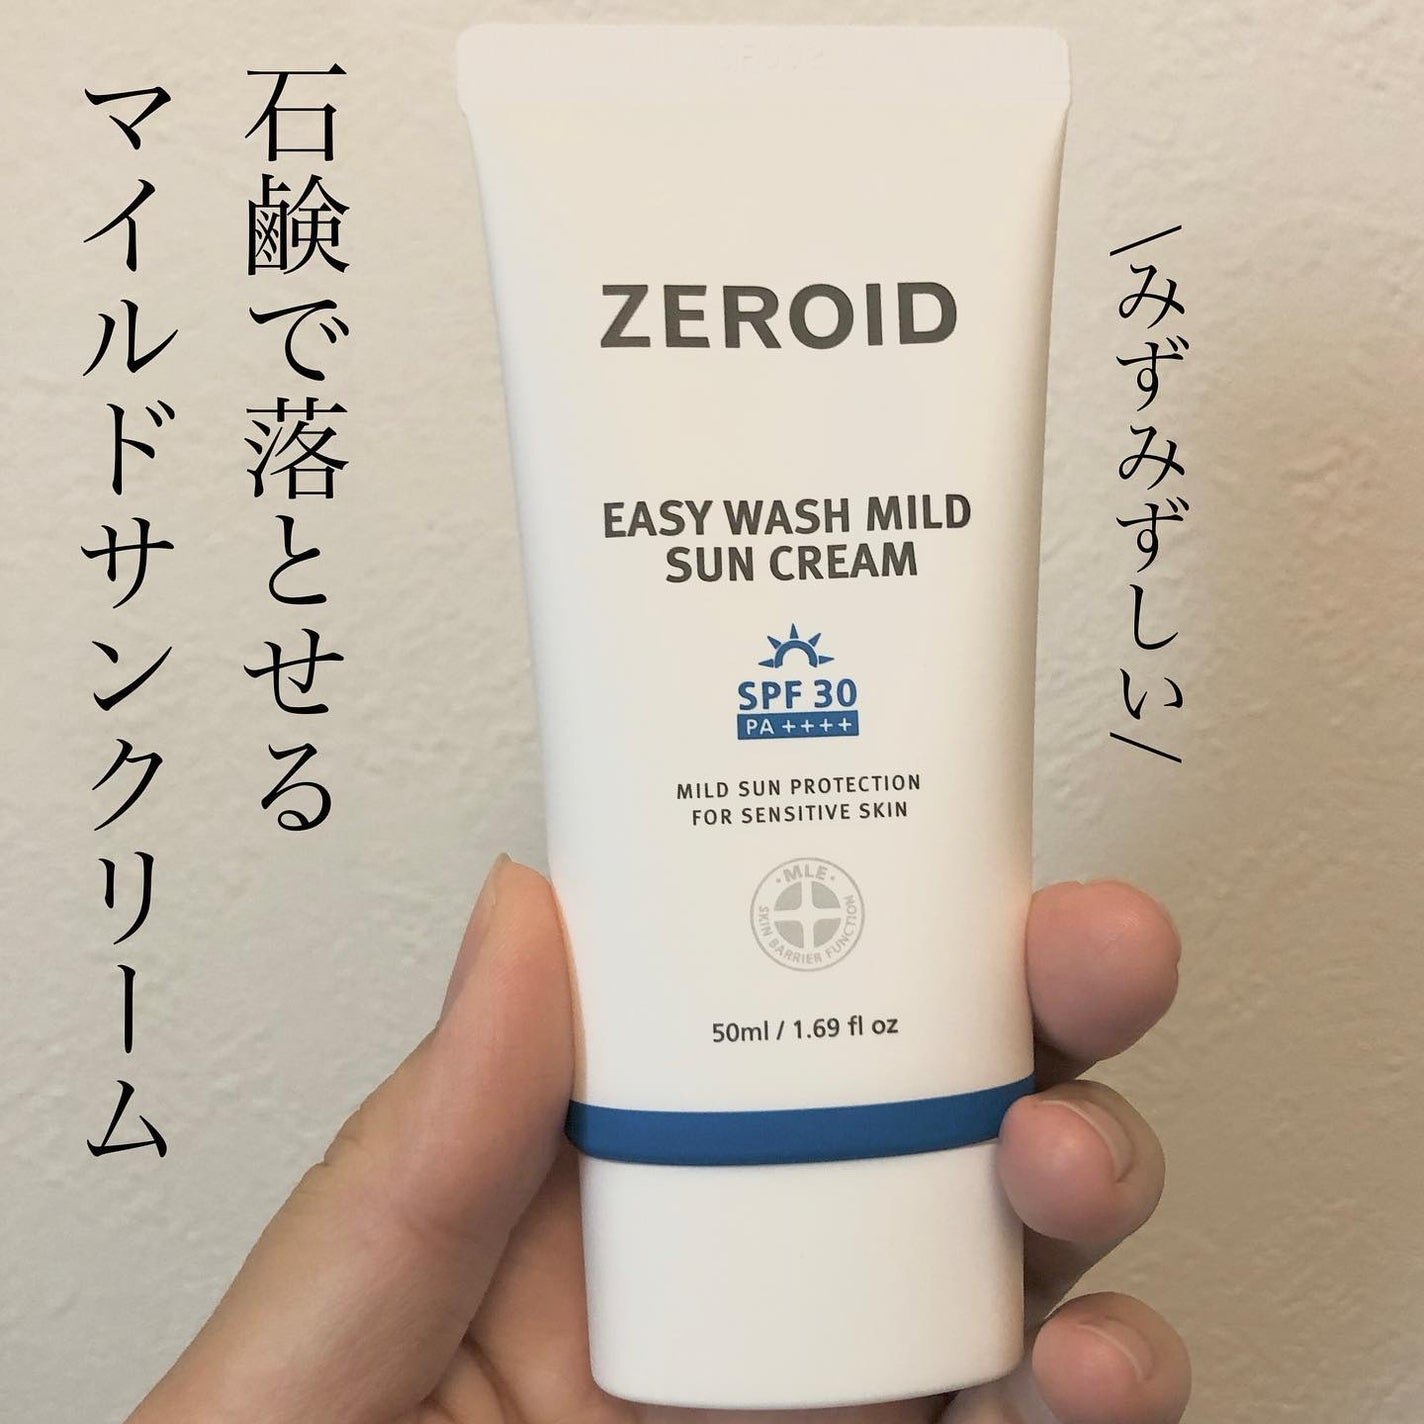 石鹸で落とせる
マイルドサンクリーム
\みずみずしい/
ZEROID
EASY WASH MILD
SUN CREAM
SPF 30
PA ++++
MILD SUN PROTECTION
FOR SENSITIVE SKIN
·MLE·
SKIN BARRIER FUNCTION
50ml / 1.69 fl oz